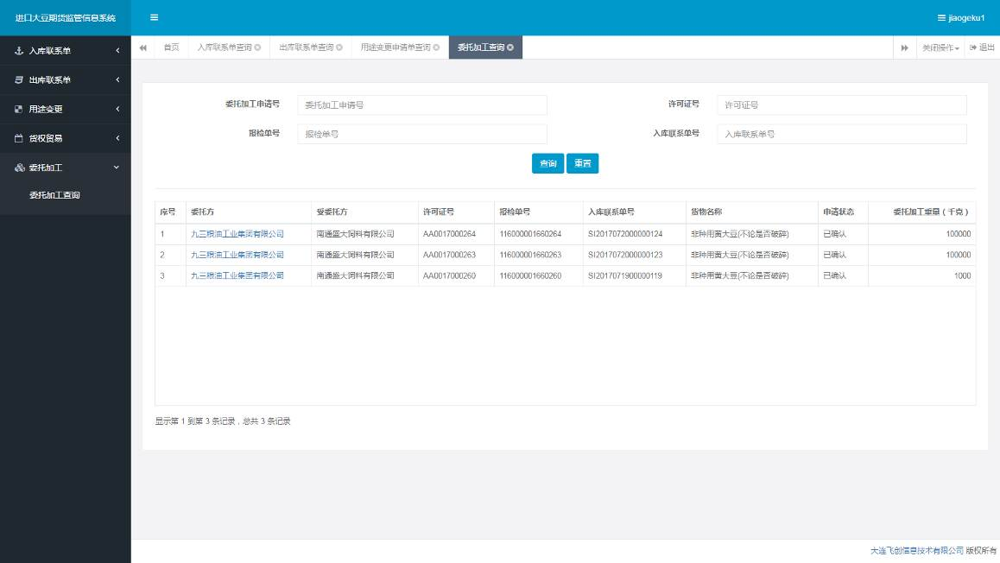 进口大豆期货监管信息系统
jiaogeku1
入库联系单
出库联系单
用途变更
货权贸易
委托加工
委托加工查询
首页 入库联系单查询 出库联系单查询 用途变更申请单查询 委托加工查询 关闭操作 退出
委托加工申请号 委托加工申请号 许可证号 许可证号
报检单号 报检单号 入库联系单号 入库联系单号
查询 重置
序号 委托方 受委托方 许可证号 报检单号 入库联系单号 货物名称 申请状态 委托加工重量（千克）
1 九三粮油工业集团有限公司 南通盛大饲料有限公司 AA0017000264 116000001660264 SI2017072000000124 非种用黄大豆(不论是否破碎) 已确认 100000
2 九三粮油工业集团有限公司 南通盛大饲料有限公司 AA0017000263 116000001660263 SI2017072000000123 非种用黄大豆(不论是否破碎) 已确认 100000
3 九三粮油工业集团有限公司 南通盛大饲料有限公司 AA0017000260 116000001660260 SI2017071900000119 非种用黄大豆(不论是否破碎) 已确认 1000
显示第 1 到第 3 条记录，总共 3 条记录
大连飞创信息技术有限公司 版权所有